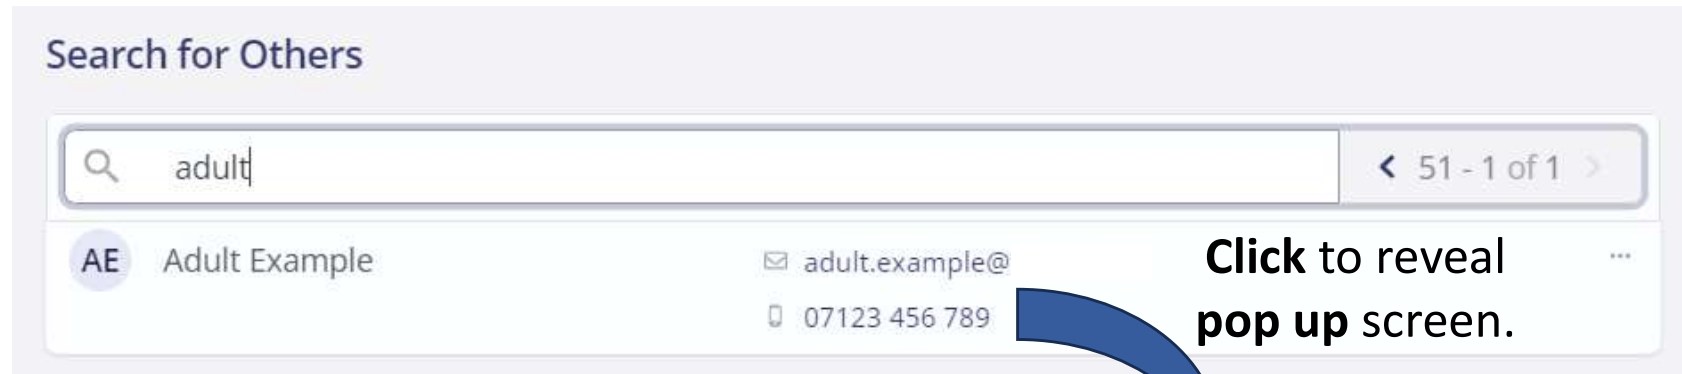 Search for Others
adult
51 - 1 of 1
AE Adult Example
adult.example@
07123 456 789
Click to reveal
pop up screen.